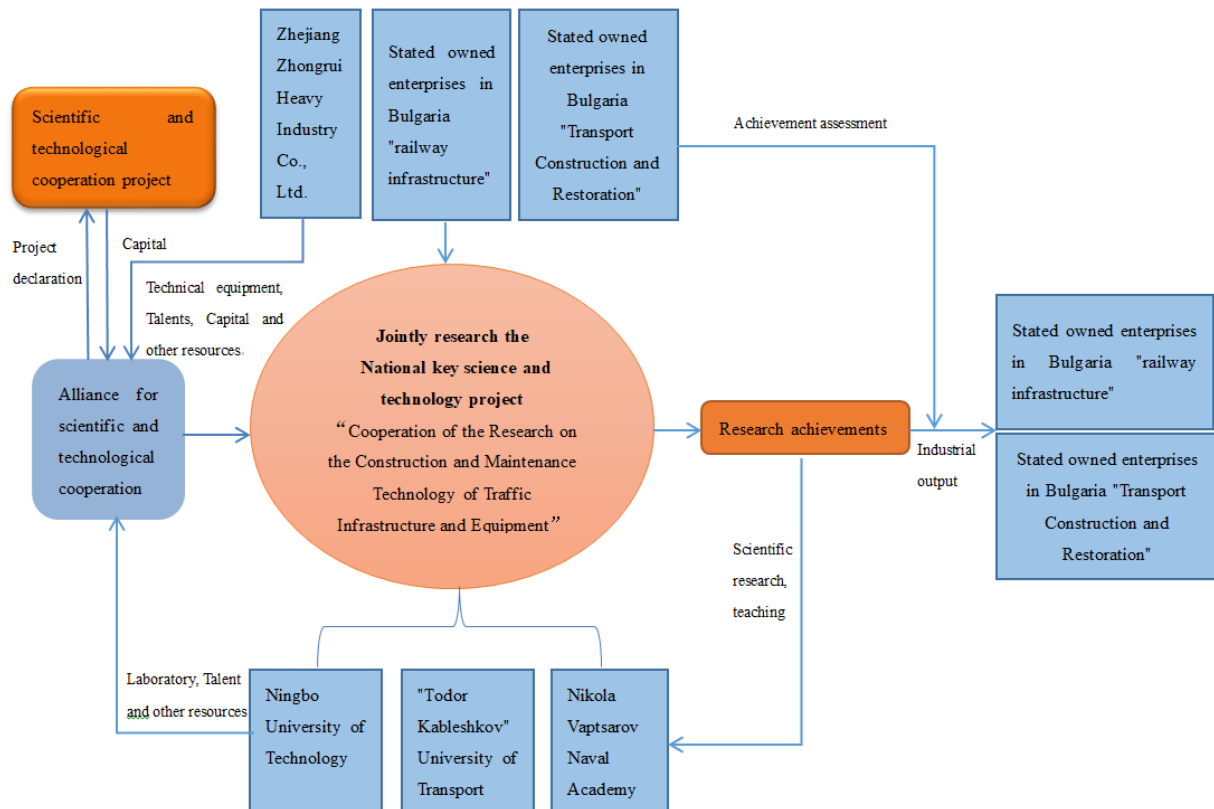 Zhejiang
Zhongrui
Heavy
Industry
Co.,
Ltd.
Stated owned
enterprises in
Bulgaria
"railway
infrastructure"
Stated owned
enterprises in
Bulgaria
"Transport
Construction and
Restoration"
Achievement assessment
Scientific and
technological
cooperation project
Project
declaration
Capital
Technical equipment,
Talents, Capital and
other resources.
Alliance for
scientific and
technological
cooperation
Jointly research the
National key science and
technology project
“Cooperation of the Research on
the Construction and Maintenance
Technology of Traffic
Infrastructure and Equipment”
Research achievements
Industrial
output
Stated owned enterprises
in Bulgaria "railway
infrastructure"
Stated owned enterprises
in Bulgaria "Transport
Construction and
Restoration"
Scientific
research,
teaching
Laboratory, Talent
and other resources
Ningbo
University of
Technology
"Todor
Kableshkov"
University of
Transport
Nikola
Vaptsarov
Naval
Academy